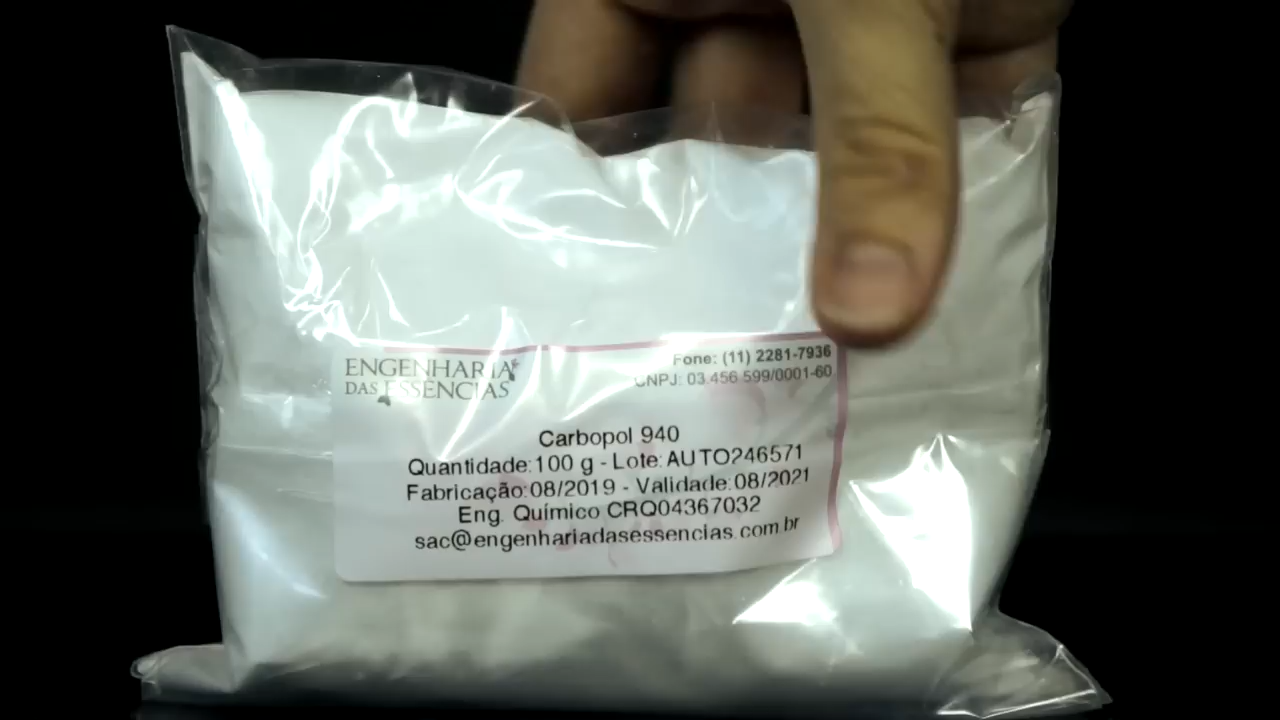 ENGENHARIA
DAS ESSÊNCIAS
Fone: (11) 2281-7936
CNPJ: 03.456.599/0001-60
Carbopol 940
Quantidade:100 g - Lote:AUTO246571
Fabricação:08/2019 - Validade:08/2021
Eng. Químico CRQ04367032
sac@engenhariadasessencias.com.br